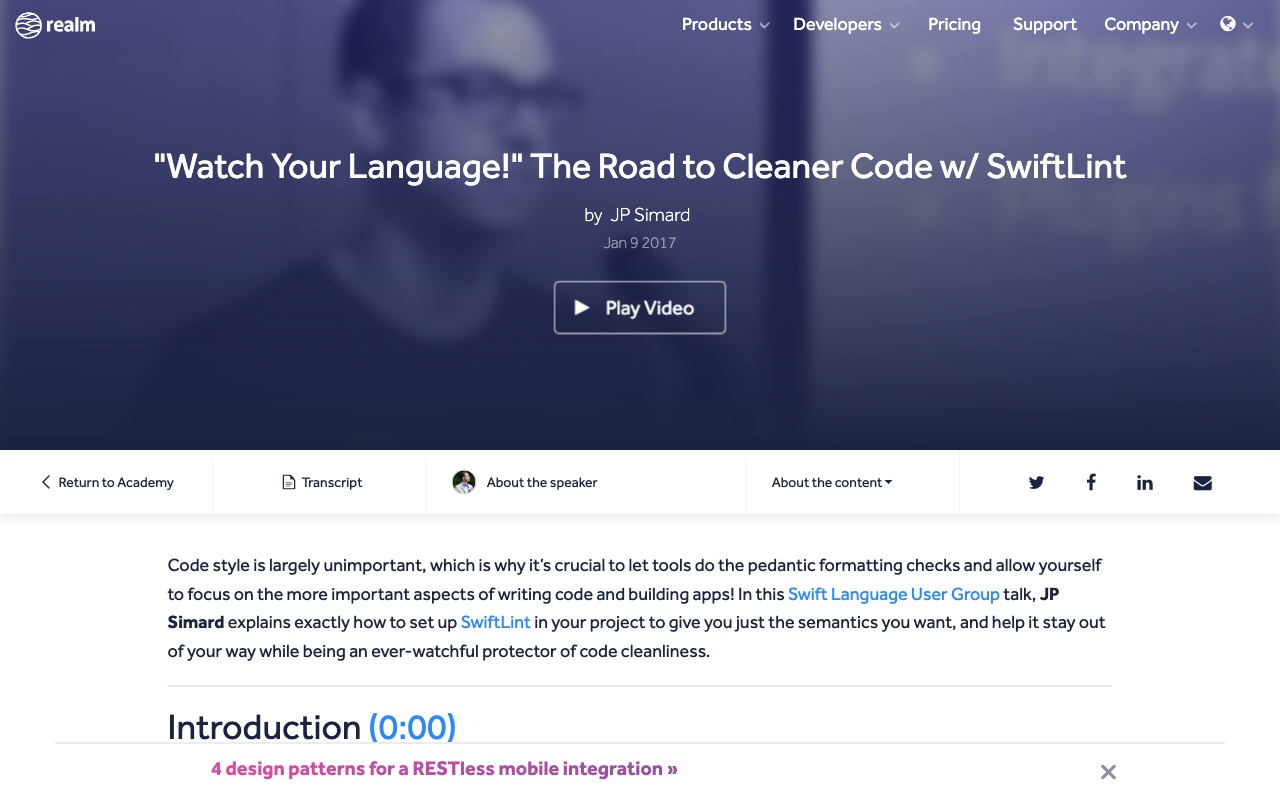 realm
Products
Developers
Pricing
Support
Company
Integrate
Plugins
"Watch Your Language!" The Road to Cleaner Code w/ SwiftLint
by JP Simard
Jan 9 2017
Play Video
Return to Academy
Transcript
About the speaker
About the content
Code style is largely unimportant, which is why it’s crucial to let tools do the pedantic formatting checks and allow yourself
to focus on the more important aspects of writing code and building apps! In this Swift Language User Group talk, JP
Simard explains exactly how to set up SwiftLint in your project to give you just the semantics you want, and help it stay out
of your way while being an ever-watchful protector of code cleanliness.
Introduction (0:00)
4 design patterns for a RESTless mobile integration »